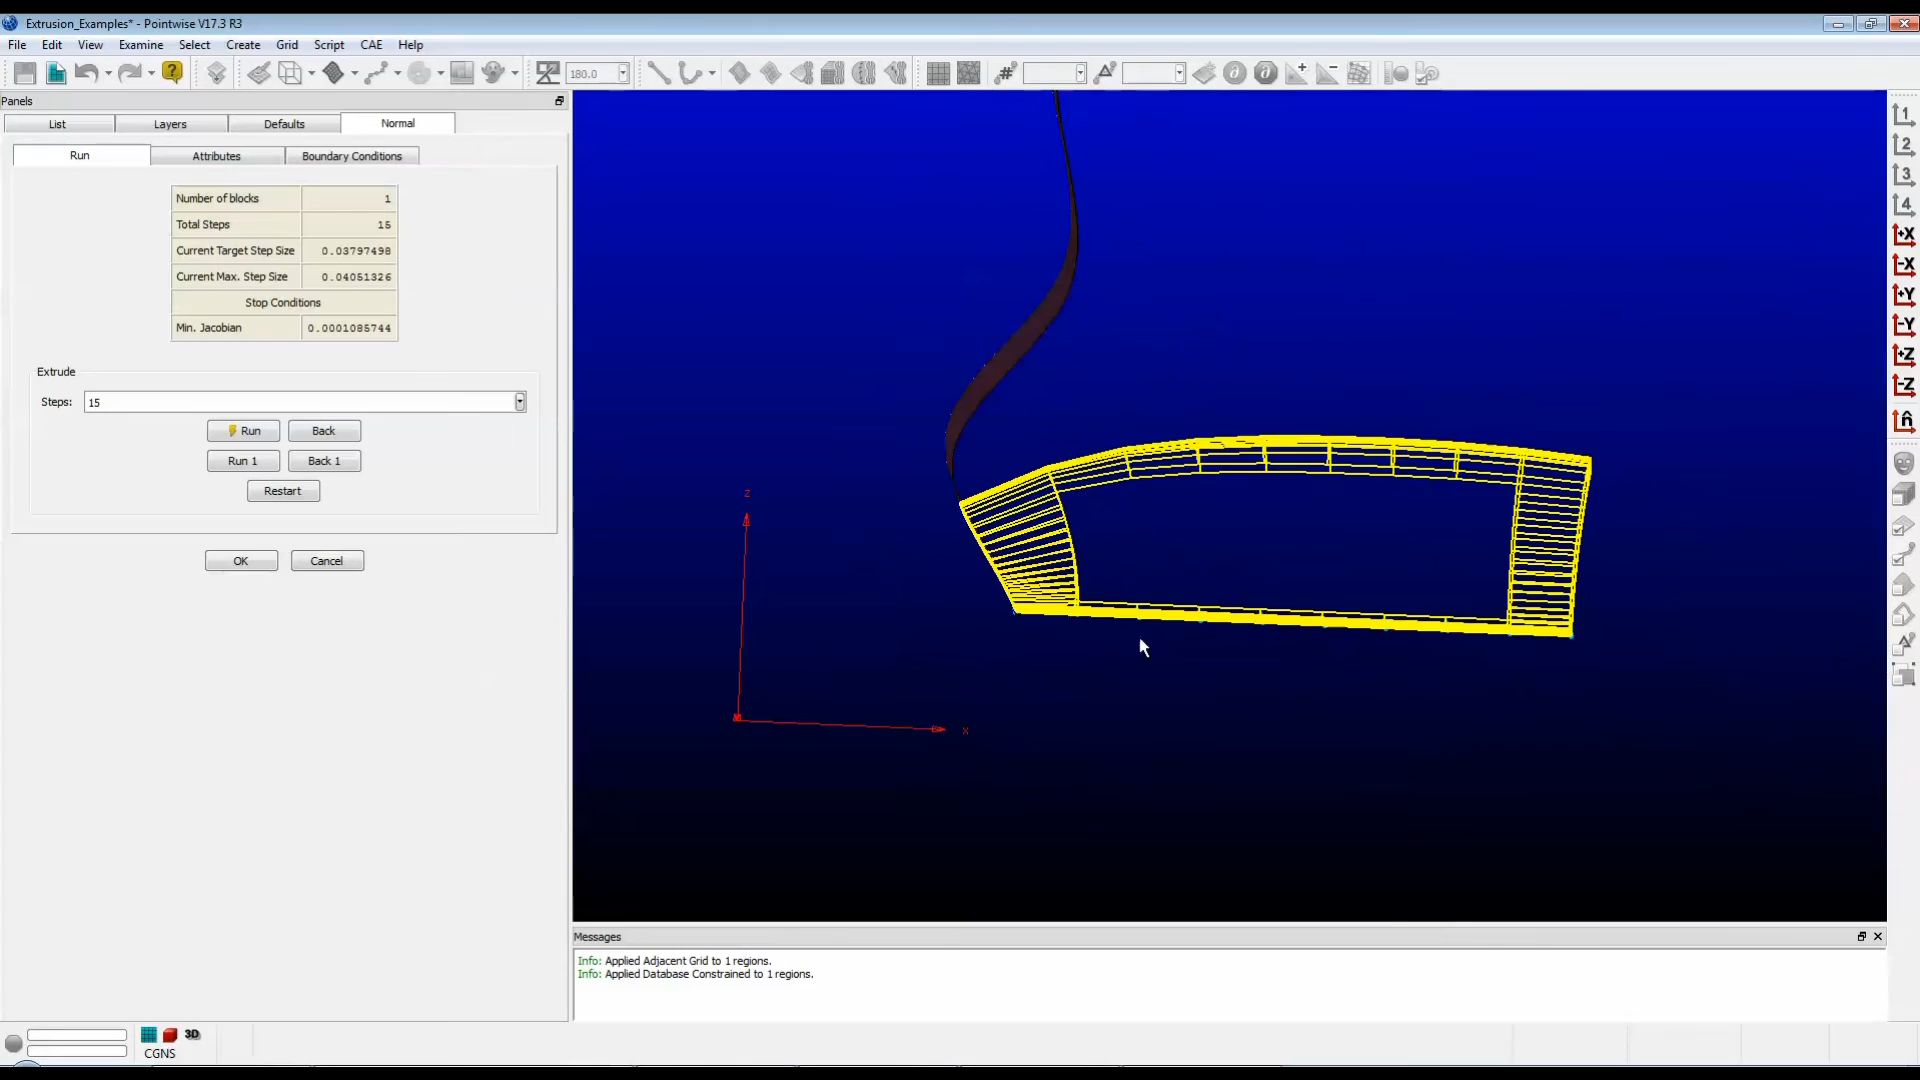 Extrusion_Examples* - Pointwise V17.3 R3
File Edit View Examine Select Create Grid Script CAE Help
180.0
Panels
List Layers Defaults Normal
Run Attributes Boundary Conditions
Number of blocks 1
Total Steps 15
Current Target Step Size 0.03797498
Current Max. Step Size 0.04051326
Stop Conditions
Min. Jacobian 0.0001085744
Extrude
Steps: 15
Run Back
Run 1 Back 1
Restart
OK Cancel
z
x
1
2
3
4
+X
-X
+Y
-Y
+Z
-Z
n̂
Messages
Info: Applied Adjacent Grid to 1 regions.
Info: Applied Database Constrained to 1 regions.
3D
CGNS